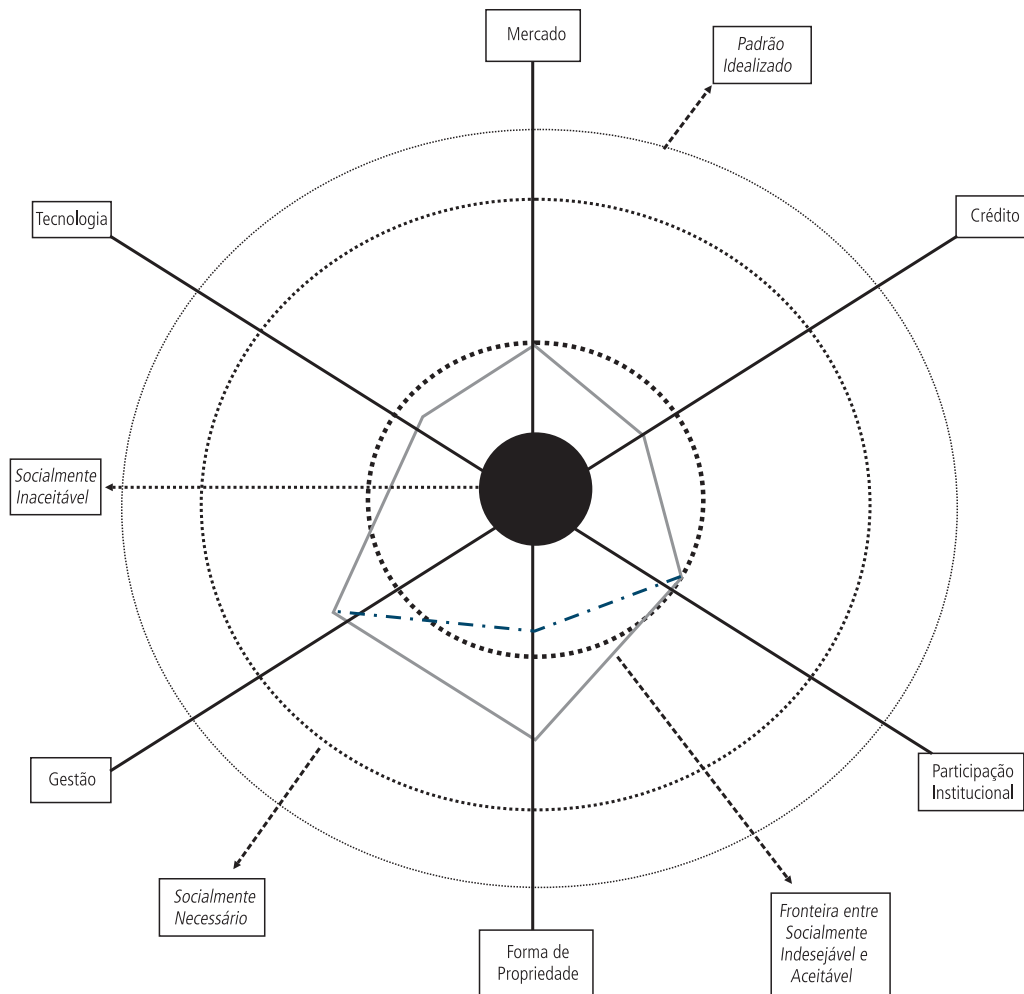 Mercado
Padrão
Idealizado
Tecnologia
Crédito
Socialmente
Inaceitável
Gestão
Participação
Institucional
Socialmente
Necessário
Forma de
Propriedade
Fronteira entre
Socialmente
Indesejável e
Aceitável